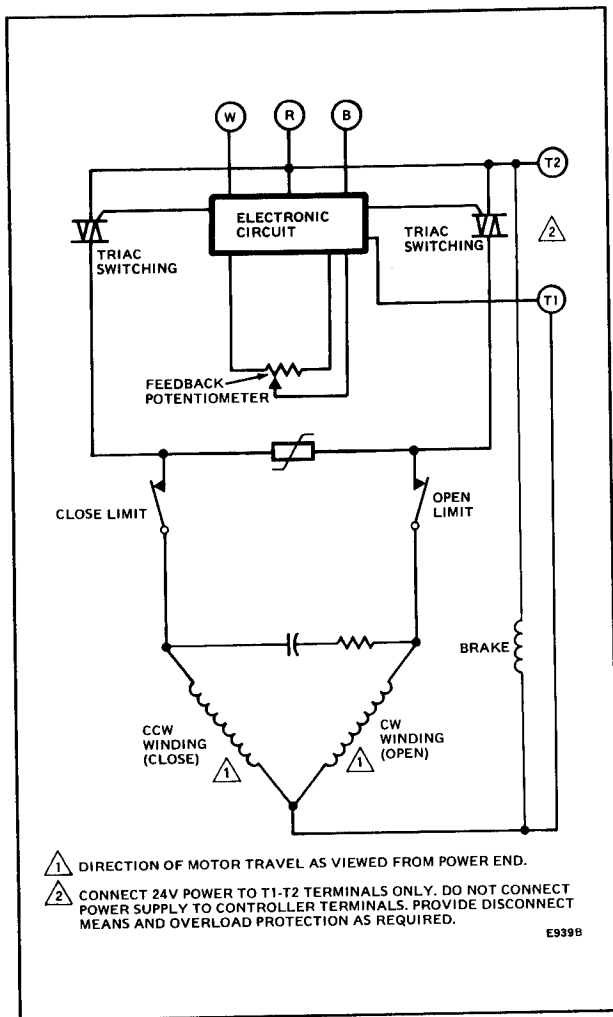 W R B
T2
ELECTRONIC
CIRCUIT
TRIAC
SWITCHING
TRIAC
SWITCHING
2
T1
FEEDBACK
POTENTIOMETER
CLOSE LIMIT
OPEN
LIMIT
BRAKE
CCW
WINDING
(CLOSE)
1
CW
WINDING
(OPEN)
1
1 DIRECTION OF MOTOR TRAVEL AS VIEWED FROM POWER END.
2 CONNECT 24V POWER TO T1-T2 TERMINALS ONLY. DO NOT CONNECT
POWER SUPPLY TO CONTROLLER TERMINALS. PROVIDE DISCONNECT
MEANS AND OVERLOAD PROTECTION AS REQUIRED.
E939B